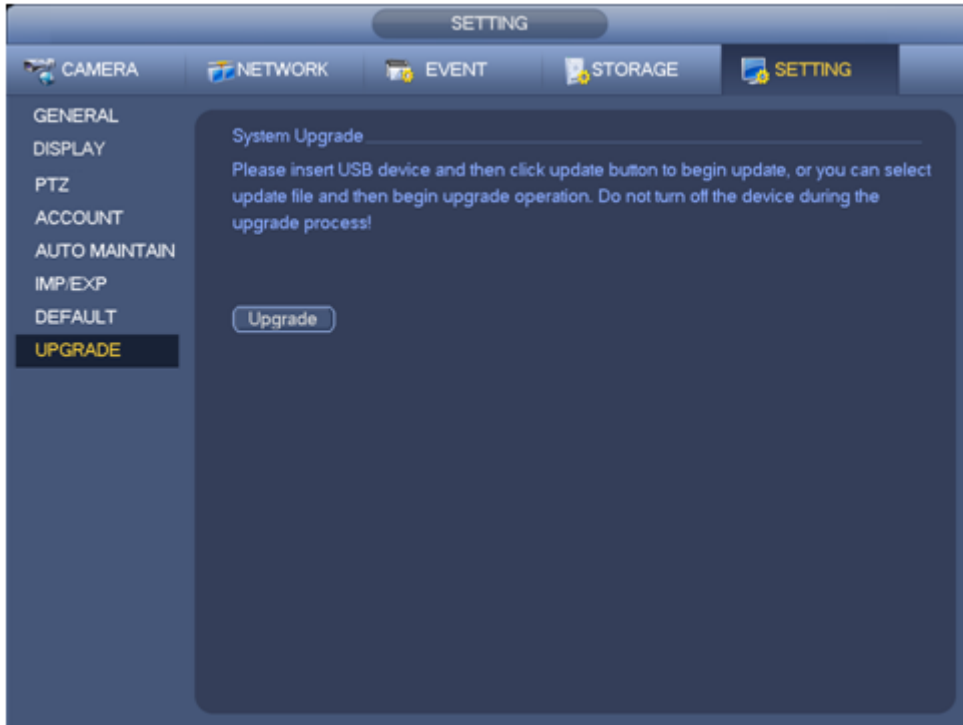 SETTING
CAMERA
NETWORK
EVENT
STORAGE
SETTING
GENERAL
DISPLAY
PTZ
ACCOUNT
AUTO MAINTAIN
IMP/EXP
DEFAULT
UPGRADE
System Upgrade
Please insert USB device and then click update button to begin update, or you can select
update file and then begin upgrade operation. Do not turn off the device during the
upgrade process!
Upgrade